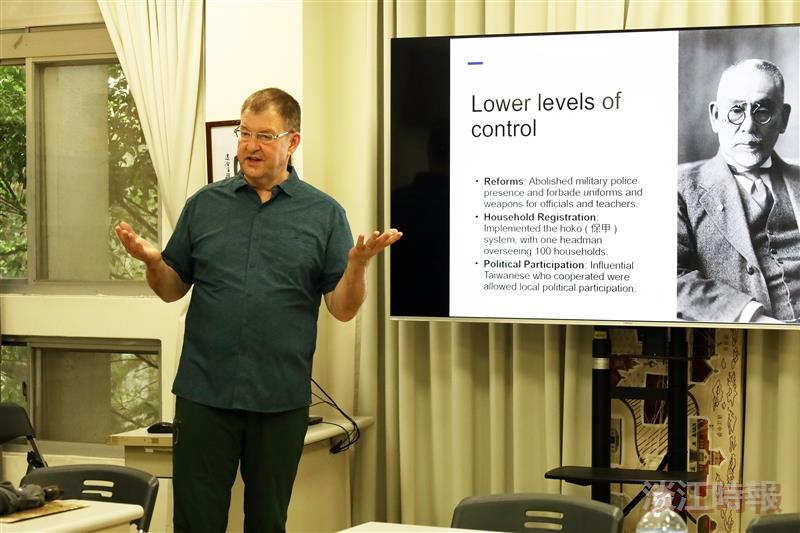 Lower levels of
control
• Reforms: Abolished military police
presence and forbade uniforms and
weapons for officials and teachers.
• Household Registration:
Implemented the hoko ( 保甲 )
system, with one headman
overseeing 100 households.
• Political Participation: Influential
Taiwanese who cooperated were
allowed local political participation.
淡江時報